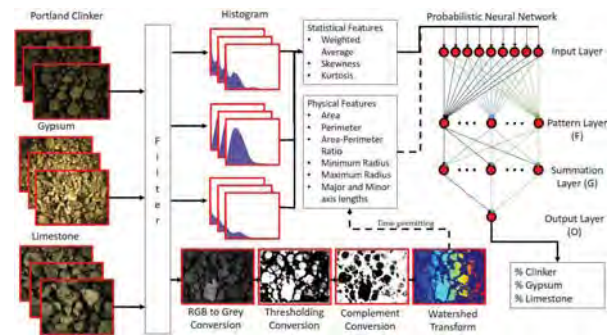 Portland Clinker
Gypsum
Limestone
Filter
Histogram
Statistical Features
• Weighted
Average
• Skewness
• Kurtosis
Physical Features
• Area
• Perimeter
• Area-Perimeter
Ratio
• Minimum Radius
• Maximum Radius
• Major and Minor
axis lengths
Time permitting
RGB to Grey
Conversion
Thresholding
Conversion
Complement
Conversion
Watershed
Transform
Probabilistic Neural Network
Input Layer
Pattern Layer
(F)
Summation
Layer (G)
Output Layer
(O)
% Clinker
% Gypsum
% Limestone